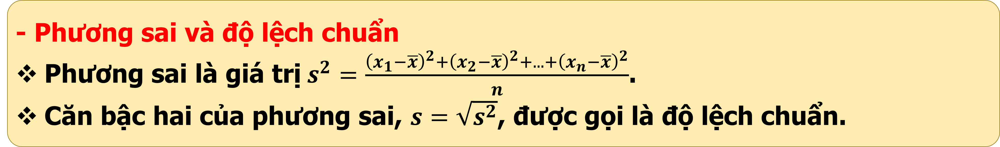 - Phương sai và độ lệch chuẩn
❖ Phương sai là giá trị $s^2 = \frac{(x_1-\overline{x})^2+(x_2-\overline{x})^2+...+(x_n-\overline{x})^2}{n}$.
❖ Căn bậc hai của phương sai, $s = \sqrt{s^2}$, được gọi là độ lệch chuẩn.